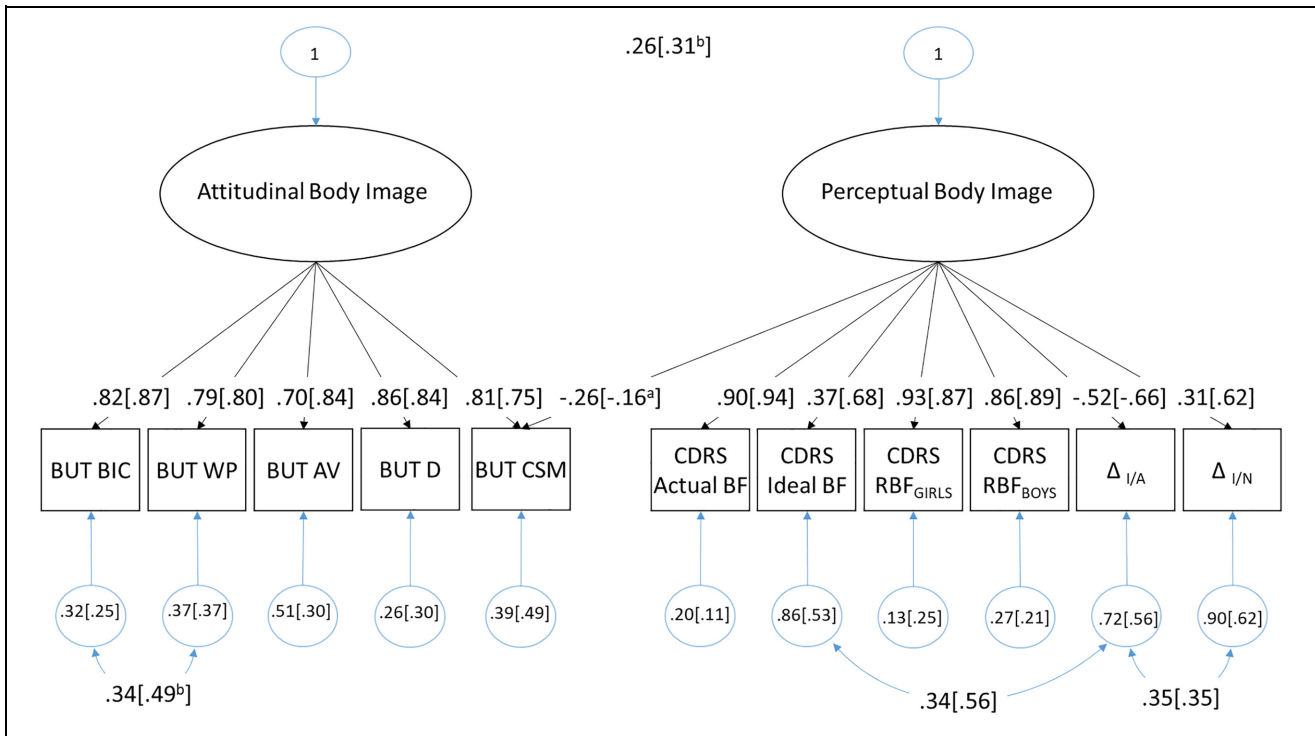 1 .26[.31ᵇ] 1
Attitudinal Body Image Perceptual Body Image
.82[.87] .79[.80] .70[.84] .86[.84] .81[.75] -.26[-.16ᵃ] .90[.94] .37[.68] .93[.87] .86[.89] -.52[-.66] .31[.62]
BUT BIC
BUT WP
BUT AV
BUT D
BUT CSM
CDRS
Actual BF
CDRS
Ideal BF
CDRS
RBF GIRLS
CDRS
RBF BOYS
Δ I/A
Δ I/N
.32[.25] .37[.37] .51[.30] .26[.30] .39[.49] .20[.11] .86[.53] .13[.25] .27[.21] .72[.56] .90[.62]
.34[.49ᵇ] .34[.56] .35[.35]